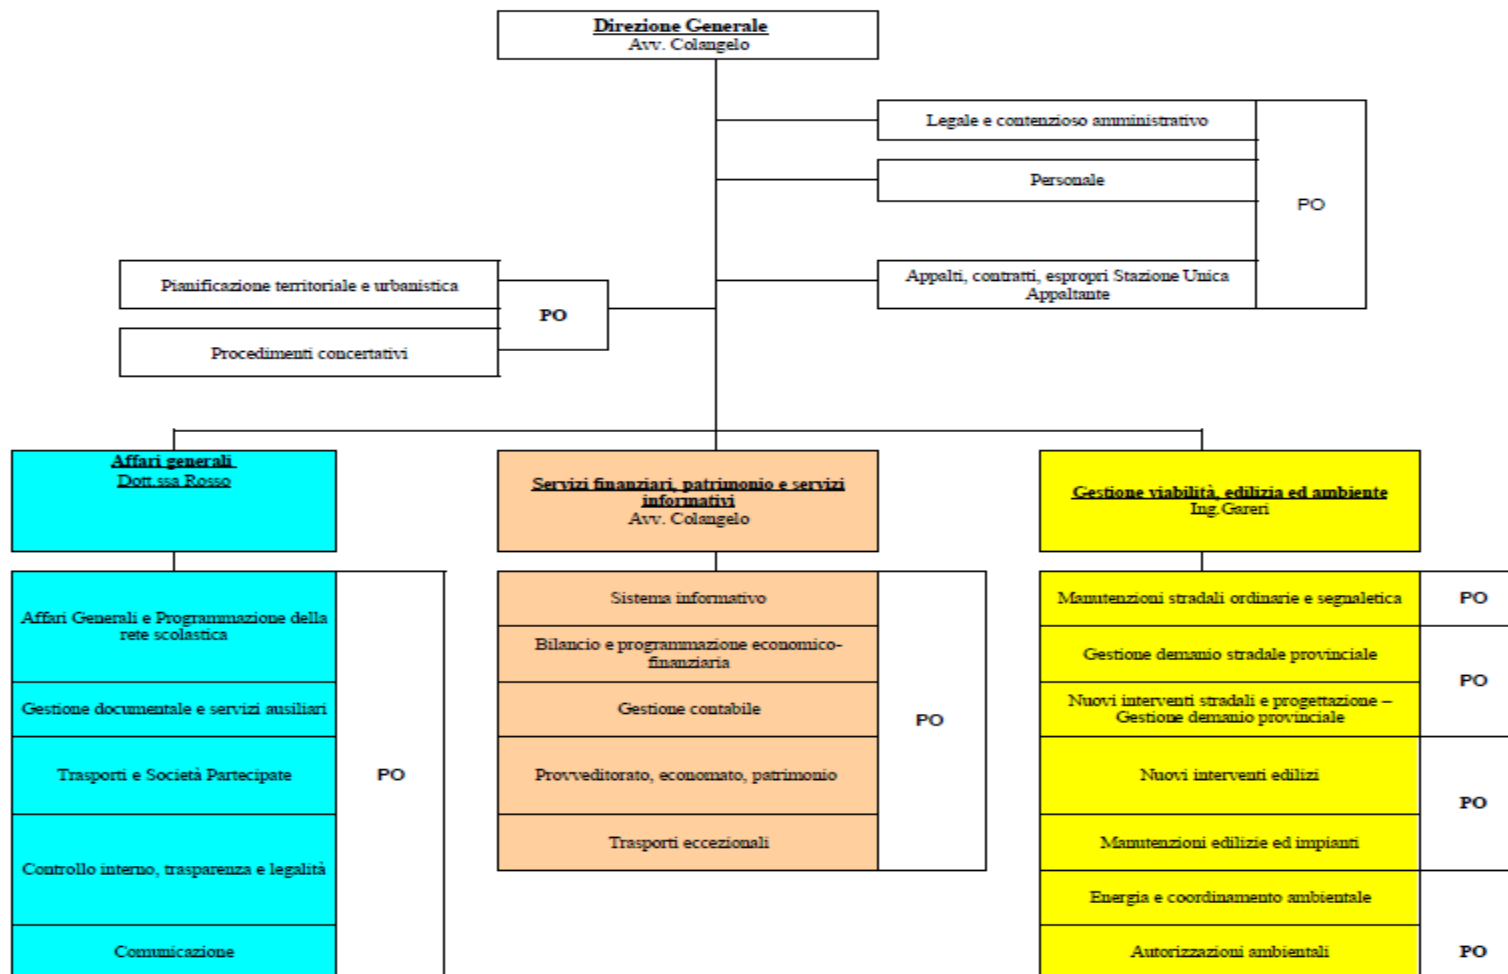 Direzione Generale
Avv. Colangelo
Legale e contenzioso amministrativo
Personale
PO
Appalti, contratti, espropri Stazione Unica
Appaltante
Pianificazione territoriale e urbanistica
PO
Procedimenti concertativi
Affari generali
Dott.ssa Rosso
Servizi finanziari, patrimonio e servizi
informativi
Avv. Colangelo
Gestione viabilità, edilizia ed ambiente
Ing.Gareri
Affari Generali e Programmazione della
rete scolastica
Gestione documentale e servizi ausiliari
Trasporti e Società Partecipate
Controllo interno, trasparenza e legalità
Comunicazione
PO
Sistema informativo
Bilancio e programmazione economico-
finanziaria
Gestione contabile
Provveditorato, economato, patrimonio
Trasporti eccezionali
PO
Manutenzioni stradali ordinarie e segnaletica
PO
Gestione demanio stradale provinciale
Nuovi interventi stradali e progettazione –
Gestione demanio provinciale
PO
Nuovi interventi edilizi
Manutenzioni edilizie ed impianti
PO
Energia e coordinamento ambientale
Autorizzazioni ambientali
PO